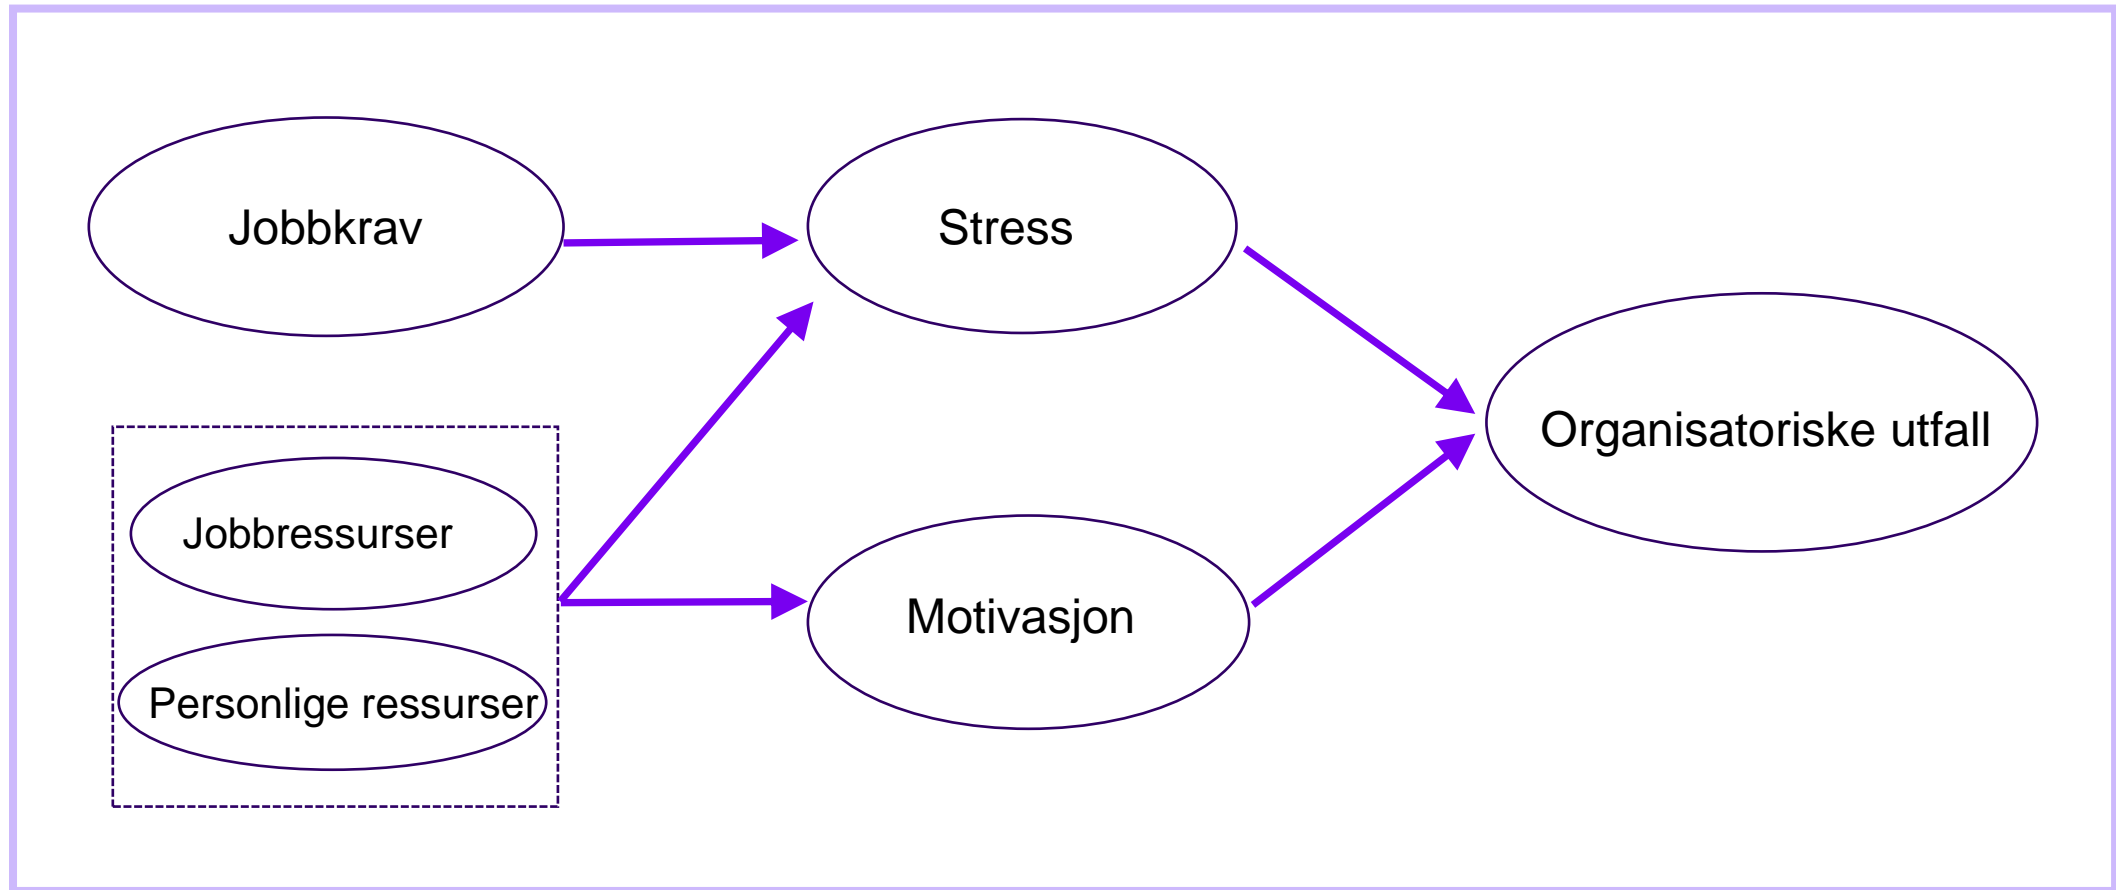 Jobbkrav
Stress
Organisatoriske utfall
Jobbressurser
Motivasjon
Personlige ressurser